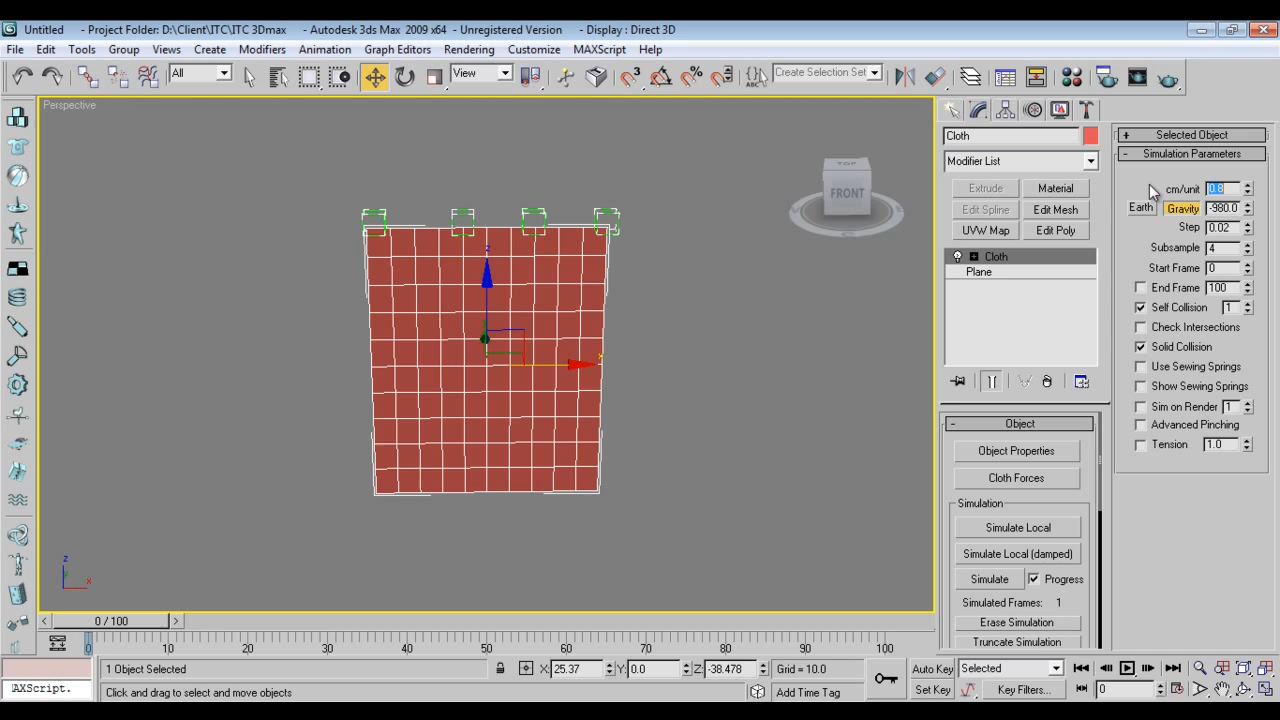 Untitled - Project Folder: D:\Client\ITC\ITC 3Dmax - Autodesk 3ds Max 2009 x64 - Unregistered Version - Display : Direct 3D
File Edit Tools Group Views Create Modifiers Animation Graph Editors Rendering Customize MAXScript Help
All View Create Selection Set
Perspective
TOP
FRONT
z
x
z
y
x
Cloth
Modifier List
Extrude Material
Edit Spline Edit Mesh
UVW Map Edit Poly
Cloth
Plane
- Object
Object Properties
Cloth Forces
Simulation
Simulate Local
Simulate Local (damped)
Simulate Progress
Simulated Frames: 1
Erase Simulation
Truncate Simulation
+ Selected Object
- Simulation Parameters
cm/unit 0.8
Earth Gravity -980.0
Step 0.02
Subsample 4
Start Frame 0
End Frame 100
Self Collision 1
Check Intersections
Solid Collision
Use Sewing Springs
Show Sewing Springs
Sim on Render 1
Advanced Pinching
Tension 1.0
0 / 100
0 10 20 30 40 50 60 70 80 90 100
1 Object Selected X: 25.37 Y: 0.0 Z: -38.478 Grid = 10.0 Auto Key Selected
AXScript. Click and drag to select and move objects Add Time Tag Set Key Key Filters... 0